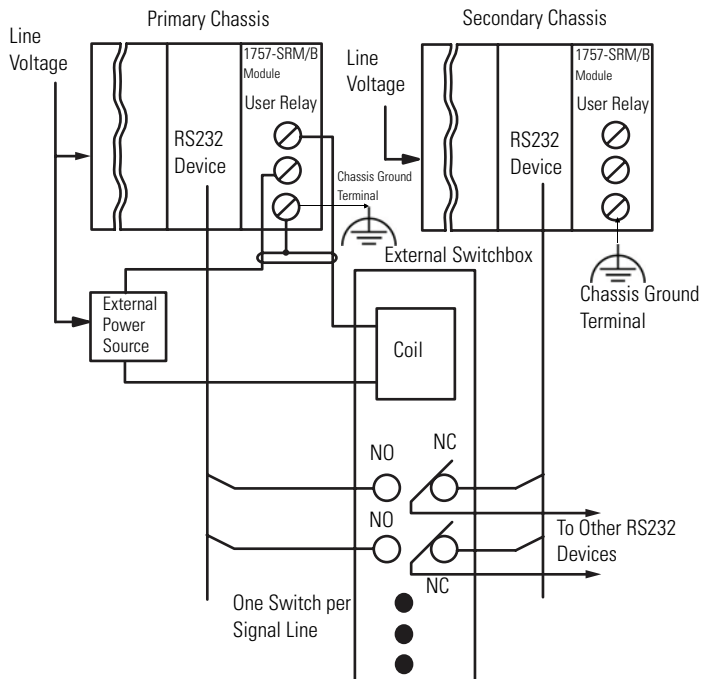 Primary Chassis
Secondary Chassis
Line
Voltage
1757-SRM/B
Module
User Relay
RS232
Device
Chassis Ground
Terminal
Line
Voltage
1757-SRM/B
Module
User Relay
RS232
Device
External Switchbox
External
Power
Source
Chassis Ground
Terminal
Coil
NO
NC
NO
NC
To Other RS232
Devices
One Switch per
Signal Line